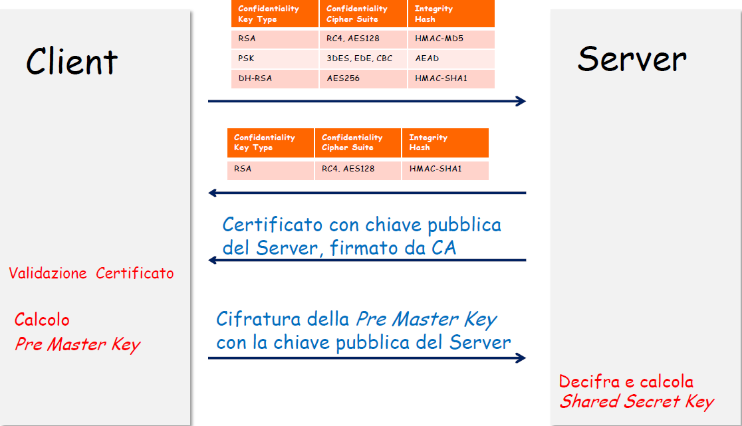 Confidentiality Key Type Confidentiality Cipher Suite Integrity Hash
RSA RC4, AES128 HMAC-MD5
PSK 3DES, EDE, CBC AEAD
DH-RSA AES256 HMAC-SHA1
Client
Server
Confidentiality Key Type Confidentiality Cipher Suite Integrity Hash
RSA RC4, AES128 HMAC-SHA1
Certificato con chiave pubblica
del Server, firmato da CA
Validazione Certificato
Calcolo
Pre Master Key
Cifratura della Pre Master Key
con la chiave pubblica del Server
Decifra e calcola
Shared Secret Key